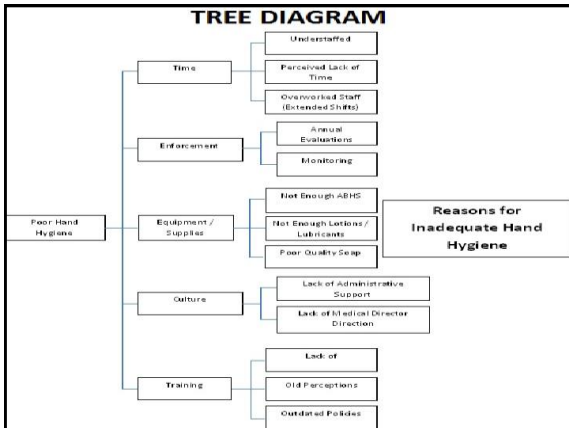 TREE DIAGRAM
Understaffed
Time
Perceived Lack of
Time
Overworked Staff
(Extended Shifts)
Annual
Evaluations
Enforcement
Monitoring
Not Enough ABHS
Poor Hand
Hygiene
Equipment /
Supplies
Not Enough Lotions /
Lubricants
Poor Quality Soap
Reasons for
Inadequate Hand
Hygiene
Lack of Administrative
Support
Culture
Lack of Medical Director
Direction
Lack of
Training
Old Perceptions
Outdated Policies